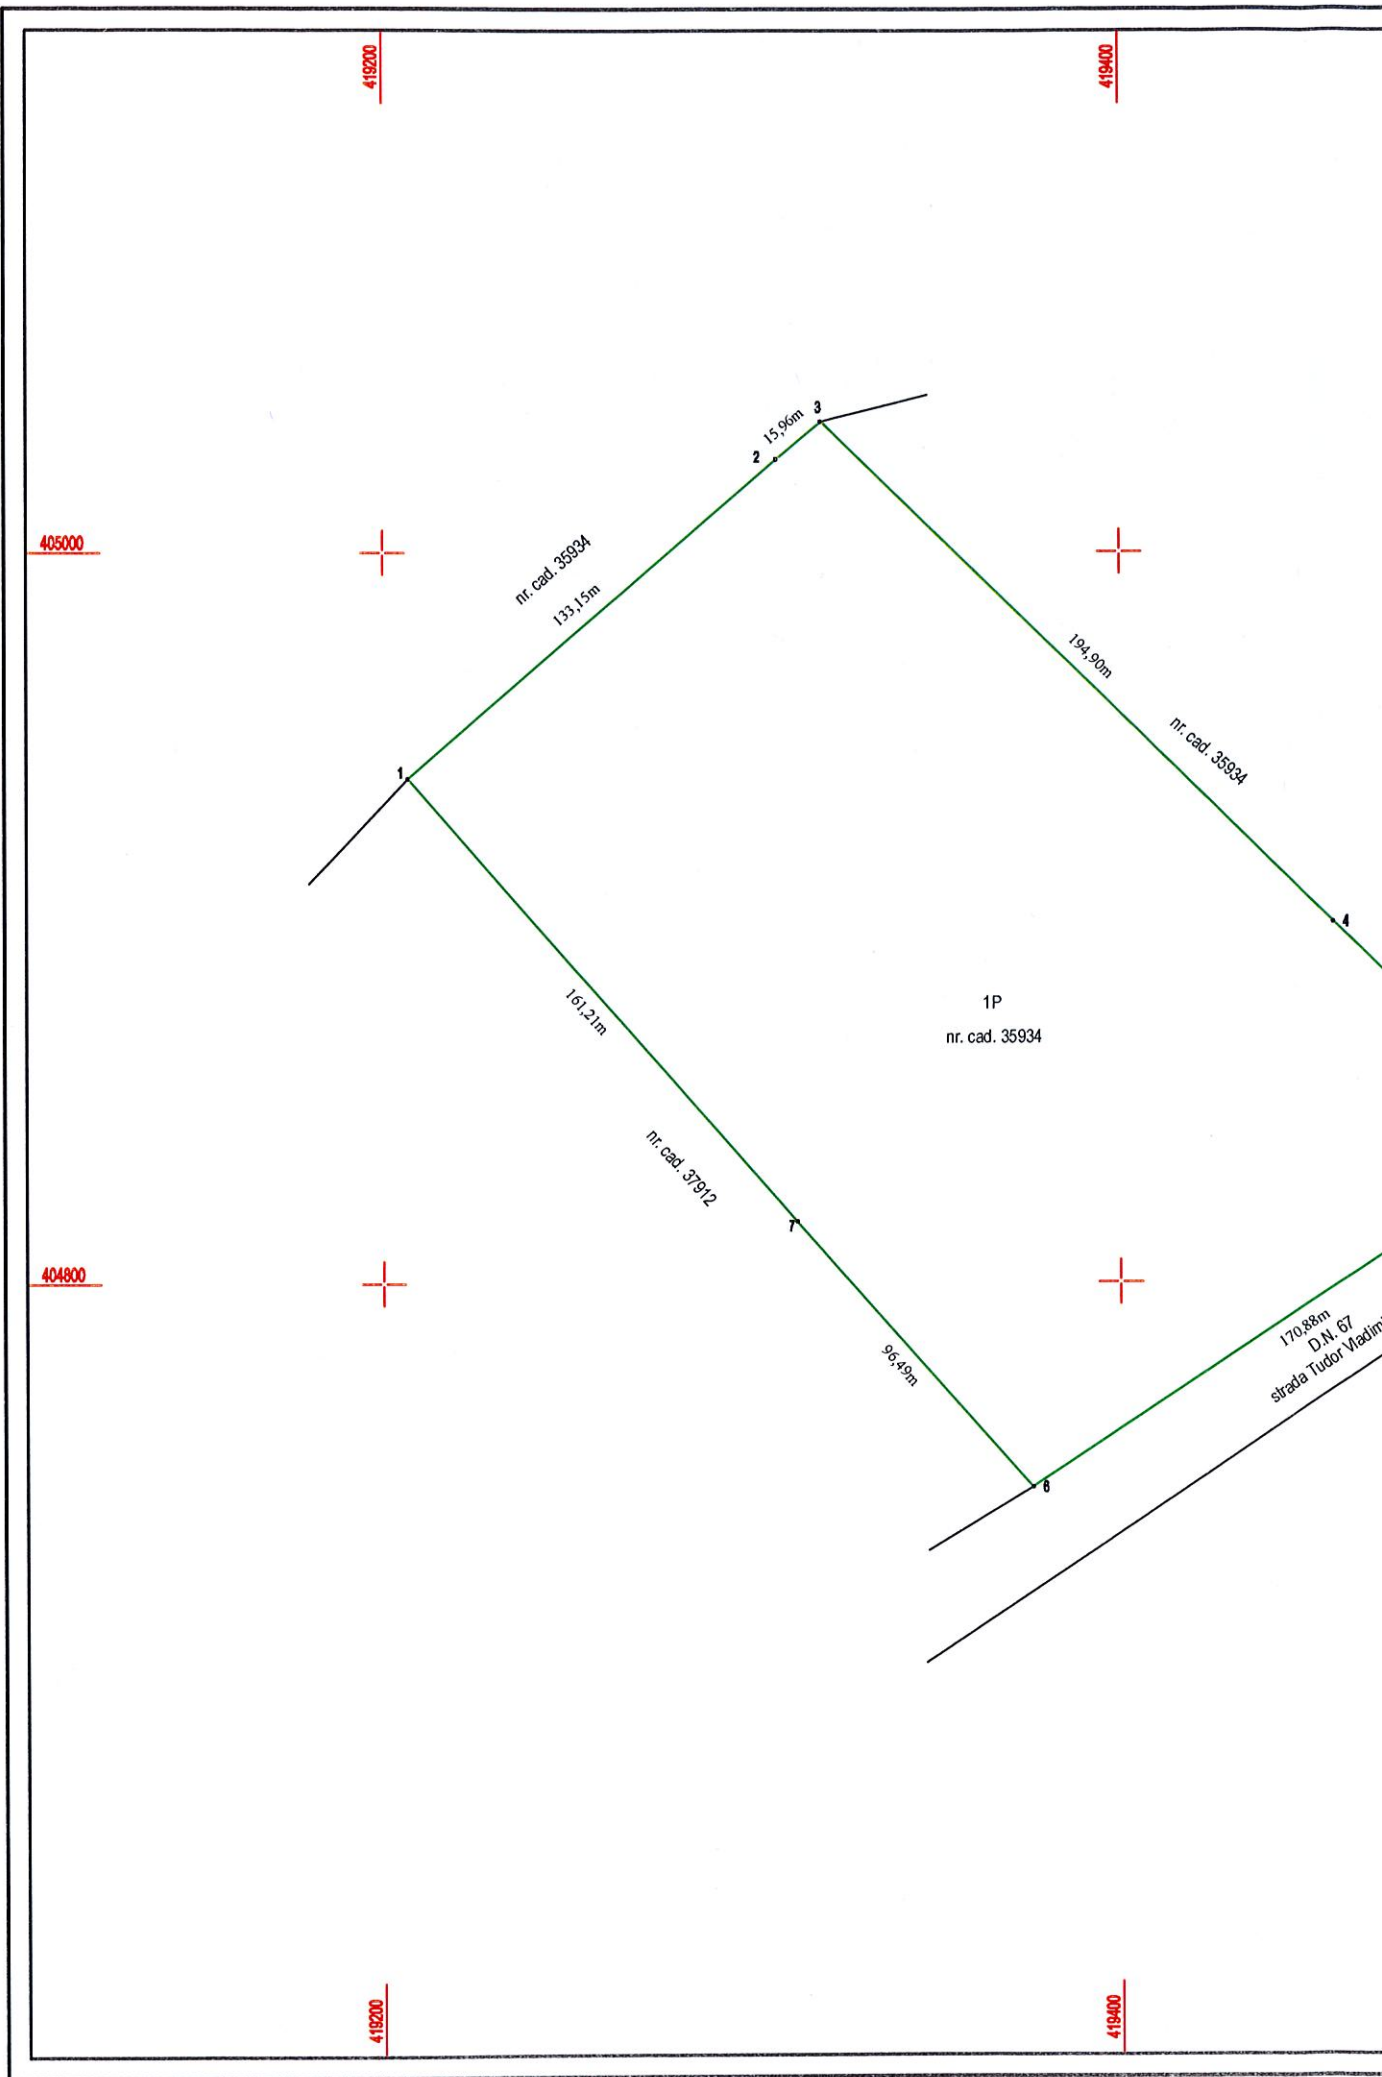 419200
419400
3
15,96m
2
405000
nr. cad. 35934
133,15m
194,90m
nr. cad. 35934
1
4
161,21m
1P
nr. cad. 35934
nr. cad. 37912
7
404800
170,88m
D.N. 67
strada Tudor
96,49m
6
419200
419400